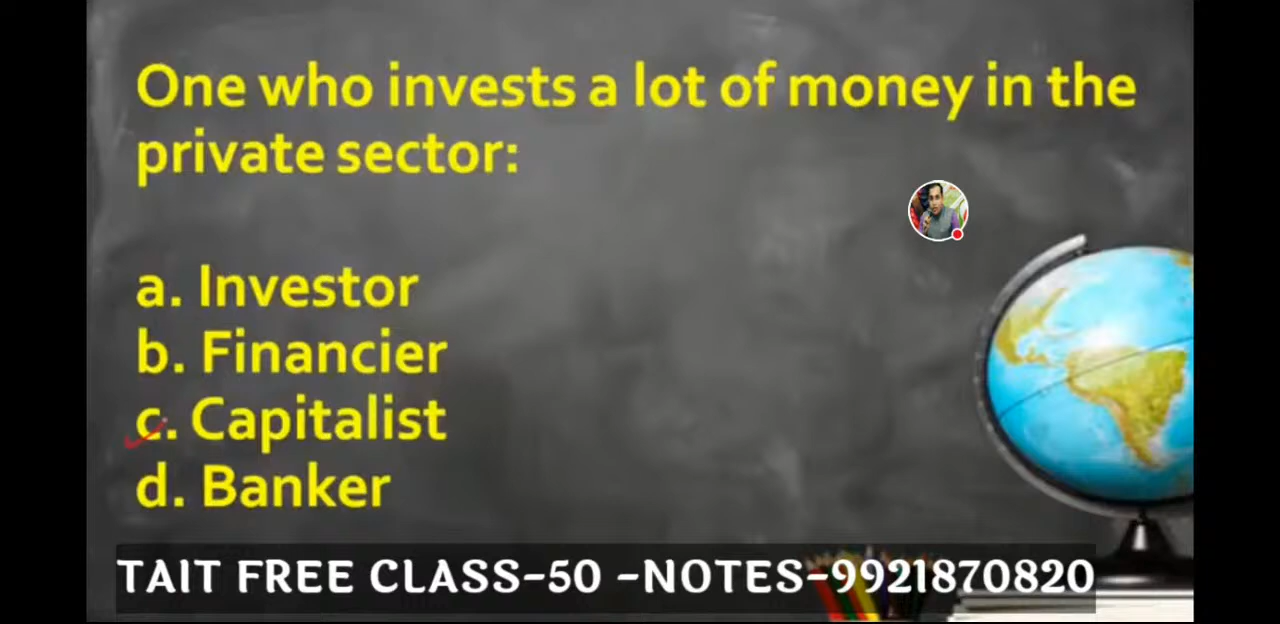 One who invests a lot of money in the
private sector:
a. Investor
b. Financier
c. Capitalist
d. Banker
TAIT FREE CLASS-50 -NOTES-9921870820